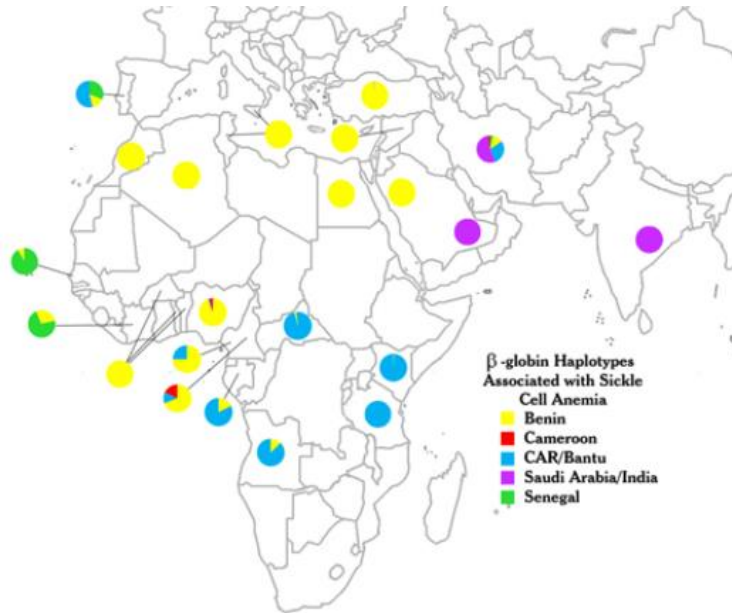 β-globin Haplotypes
Associated with Sickle
Cell Anemia
Benin
Cameroon
CAR/Bantu
Saudi Arabia/India
Senegal